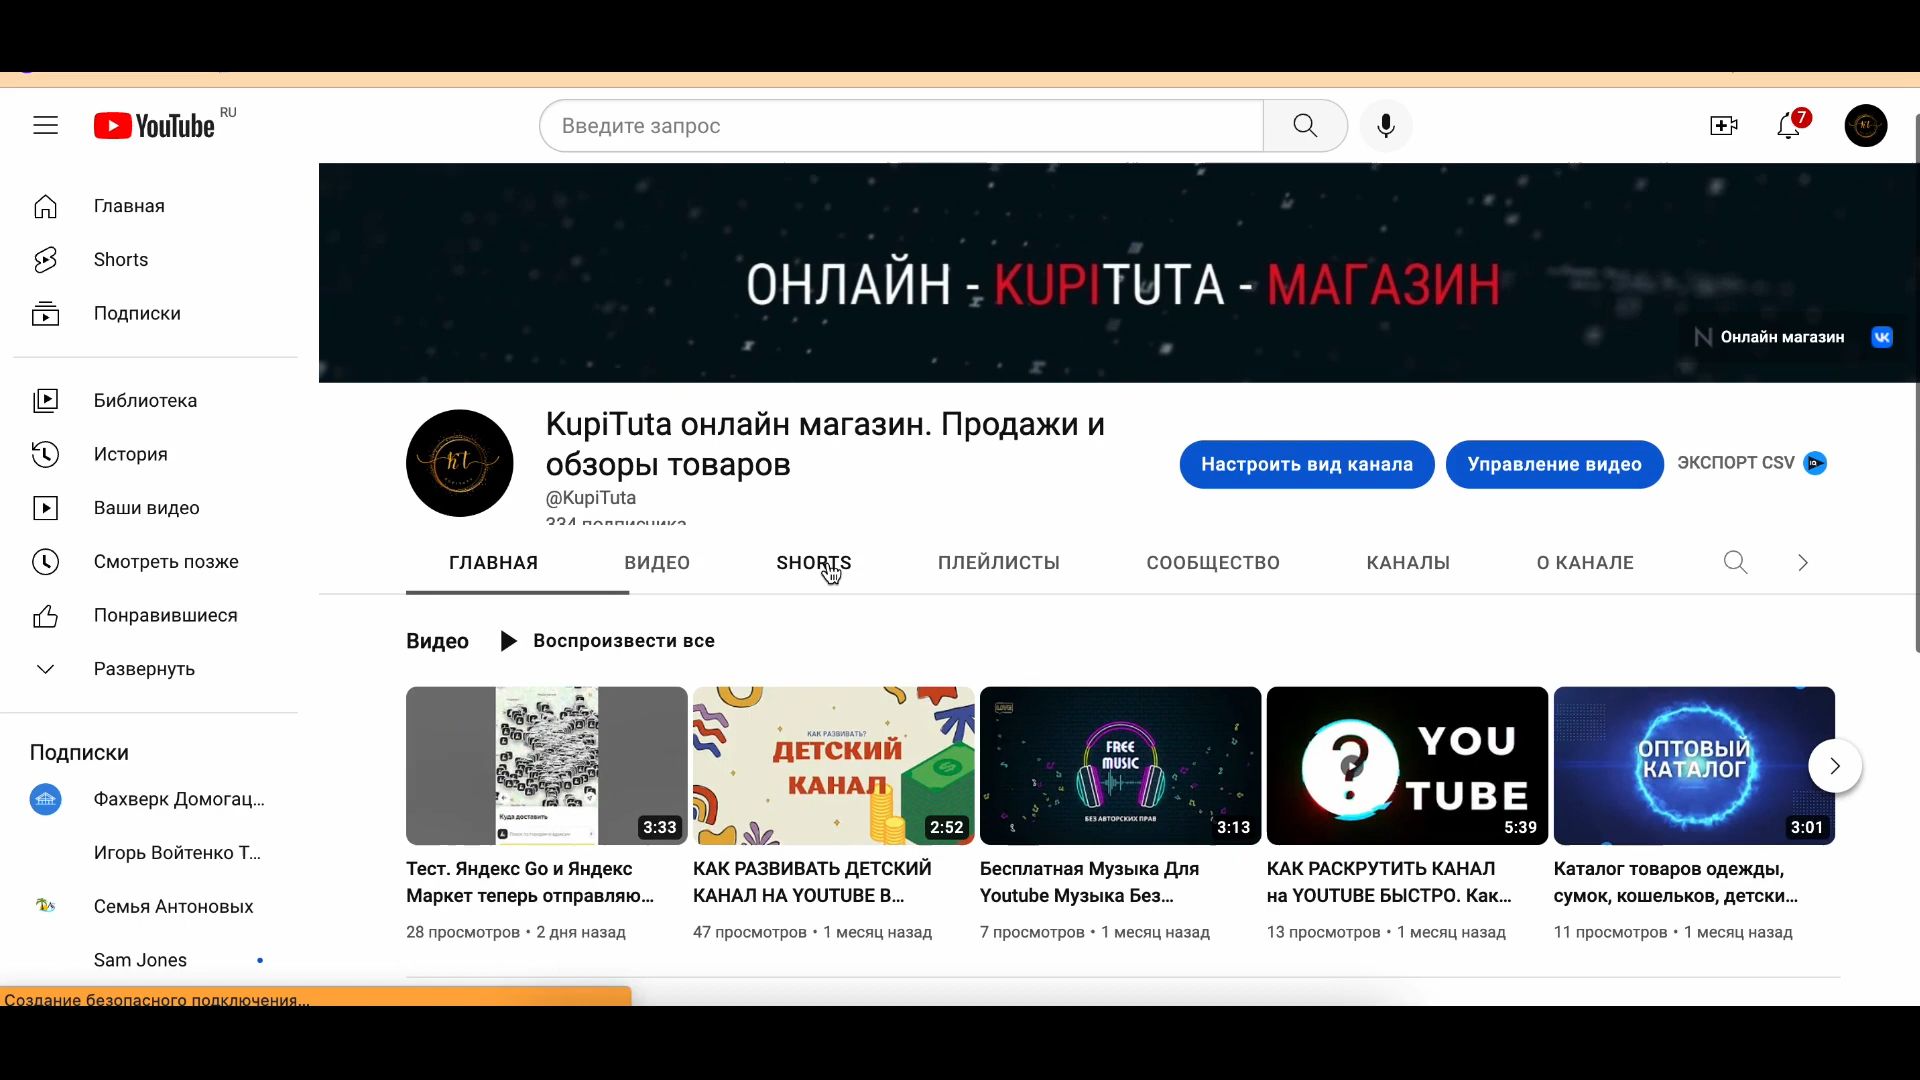 YouTube RU
Введите запрос
7
Главная
Shorts
Подписки
Библиотека
История
Ваши видео
Смотреть позже
Понравившиеся
Развернуть
Подписки
Фахверк Домогац...
Игорь Войтенко Т...
Семья Антоновых
Sam Jones
Создание безопасного подключения...
ОНЛАЙН - KUPITUTA - МАГАЗИН
Онлайн магазин
KupiTuta онлайн магазин. Продажи и
обзоры товаров
@KupiTuta
334 подписчика
Настроить вид канала
Управление видео
ЭКСПОРТ CSV
ГЛАВНАЯ
ВИДЕО
SHORTS
ПЛЕЙЛИСТЫ
СООБЩЕСТВО
КАНАЛЫ
О КАНАЛЕ
Видео
Воспроизвести все
Куда доставить
3:33
Тест. Яндекс Go и Яндекс
Маркет теперь отправляю...
28 просмотров • 2 дня назад
КАК РАЗВИВАТЬ?
ДЕТСКИЙ
КАНАЛ
2:52
КАК РАЗВИВАТЬ ДЕТСКИЙ
КАНАЛ НА YOUTUBE В...
47 просмотров • 1 месяц назад
FREE
MUSIC
БЕЗ АВТОРСКИХ ПРАВ
3:13
Бесплатная Музыка Для
Youtube Музыка Без...
7 просмотров • 1 месяц назад
?
YOU
TUBE
5:39
КАК РАСКРУТИТЬ КАНАЛ
на YOUTUBE БЫСТРО. Как...
13 просмотров • 1 месяц назад
ОПТОВЫЙ
КАТАЛОГ
3:01
Каталог товаров одежды,
сумок, кошельков, детски...
11 просмотров • 1 месяц назад